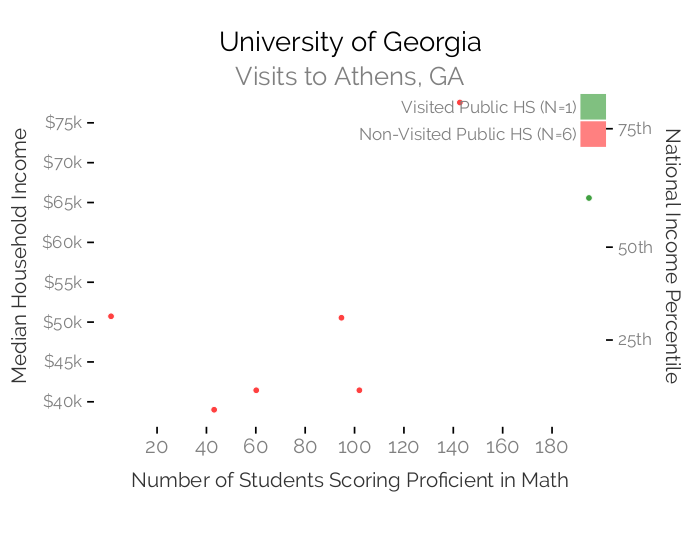 University of Georgia
Visits to Athens, GA
Visited Public HS (N=1)
Non-Visited Public HS (N=6)
Median Household Income
$75k
$70k
$65k
$60k
$55k
$50k
$45k
$40k
National Income Percentile
75th
50th
25th
20 40 60 80 100 120 140 160 180
Number of Students Scoring Proficient in Math